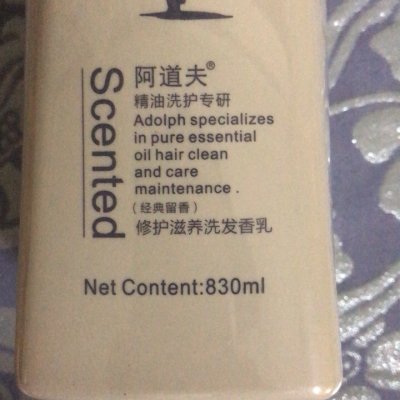 Scented
阿道夫®
精油洗护专研
Adolph specializes
in pure essential
oil hair clean
and care
maintenance .
（经典留香）
修护滋养洗发香乳
Net Content:830ml